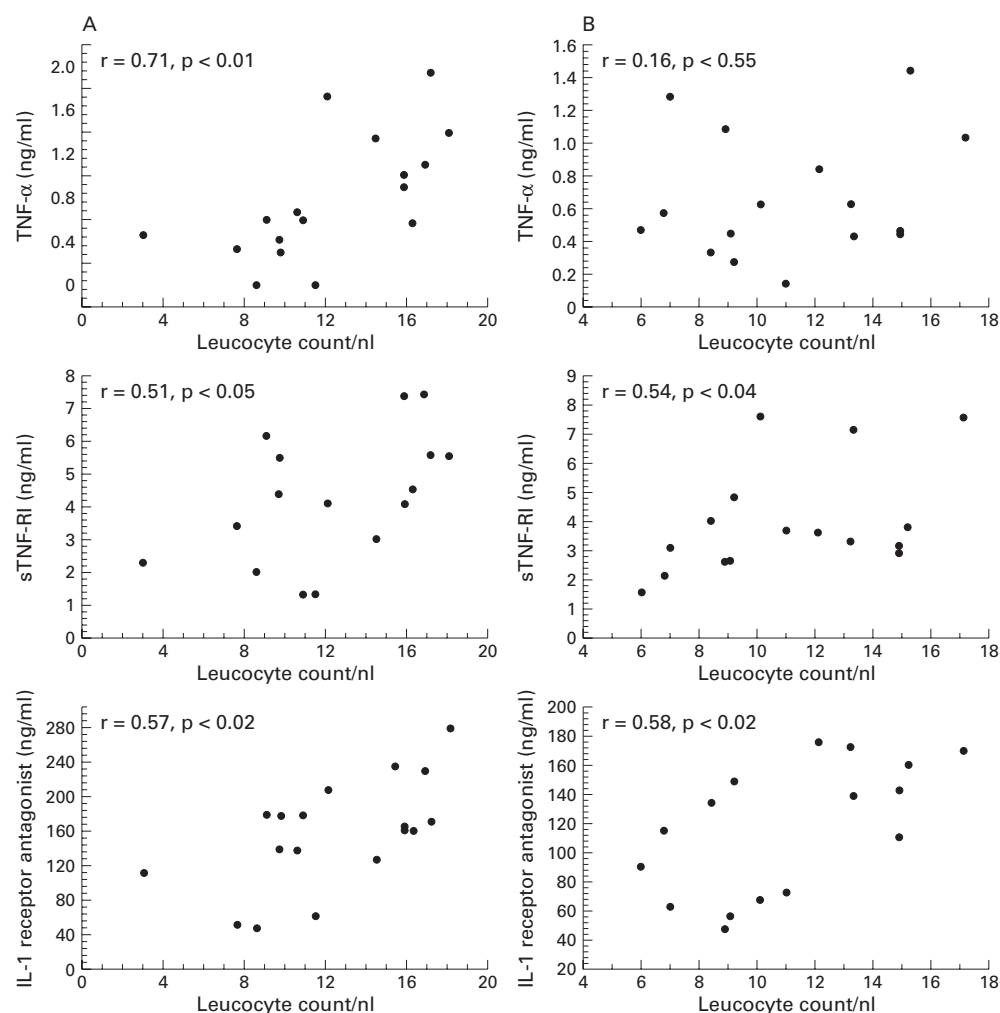 A
r = 0.71, p < 0.01
TNF-α (ng/ml)
2.0
1.6
1.2
0.8
0.4
0
0 4 8 12 16 20
Leucocyte count/nl
B
r = 0.16, p < 0.55
TNF-α (ng/ml)
1.6
1.4
1.2
1.0
0.8
0.6
0.4
0.2
0
4 6 8 10 12 14 16 18
Leucocyte count/nl
r = 0.51, p < 0.05
sTNF-RI (ng/ml)
8
7
6
5
4
3
2
1
0
0 4 8 12 16 20
Leucocyte count/nl
r = 0.54, p < 0.04
sTNF-RI (ng/ml)
9
8
7
6
5
4
3
2
1
0
4 6 8 10 12 14 16 18
Leucocyte count/nl
r = 0.57, p < 0.02
IL-1 receptor antagonist (ng/ml)
280
240
200
160
120
80
40
0
0 4 8 12 16 20
Leucocyte count/nl
r = 0.58, p < 0.02
IL-1 receptor antagonist (ng/ml)
200
180
160
140
120
100
80
60
40
20
4 6 8 10 12 14 16 18
Leucocyte count/nl